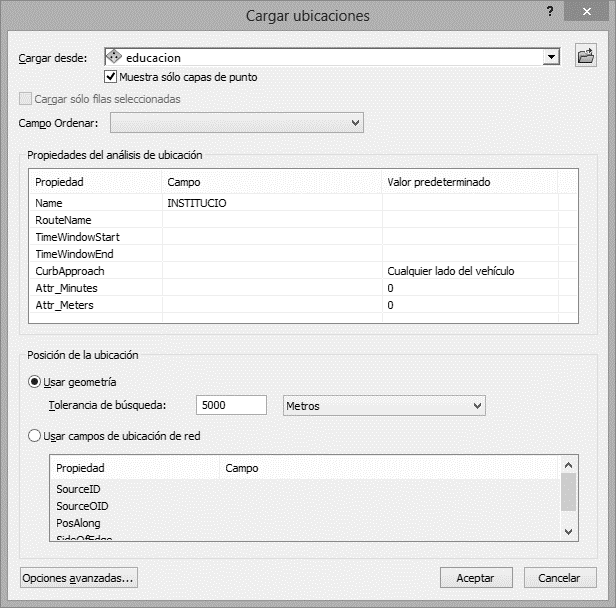 Cargar ubicaciones
? ×
Cargar desde: educacion
Muestra sólo capas de punto
Cargar sólo filas seleccionadas
Campo Ordenar:
Propiedades del análisis de ubicación
Propiedad Campo Valor predeterminado
Name INSTITUCIO
RouteName
TimeWindowStart
TimeWindowEnd
CurbApproach Cualquier lado del vehículo
Attr_Minutes 0
Attr_Meters 0
Posición de la ubicación
Usar geometría
Tolerancia de búsqueda: 5000 Metros
Usar campos de ubicación de red
Propiedad Campo
SourceID
SourceOID
PosAlong
SideOfEdge
Opciones avanzadas... Aceptar Cancelar